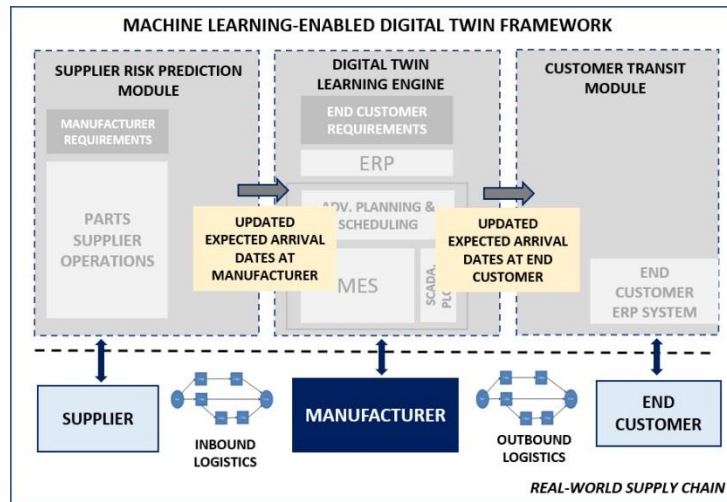 MACHINE LEARNING-ENABLED DIGITAL TWIN FRAMEWORK
SUPPLIER RISK PREDICTION
MODULE
MANUFACTURER
REQUIREMENTS
PARTS
SUPPLIER
OPERATIONS
UPDATED
EXPECTED ARRIVAL
DATES AT
MANUFACTURER
DIGITAL TWIN
LEARNING ENGINE
END CUSTOMER
REQUIREMENTS
ERP
ADV. PLANNING &
SCHEDULING
MES
SCADA,
UPDATED
EXPECTED ARRIVAL
DATES AT END
CUSTOMER
CUSTOMER TRANSIT
MODULE
END
CUSTOMER
ERP SYSTEM
SUPPLIER
INBOUND
LOGISTICS
MANUFACTURER
OUTBOUND
LOGISTICS
END
CUSTOMER
REAL-WORLD SUPPLY CHAIN